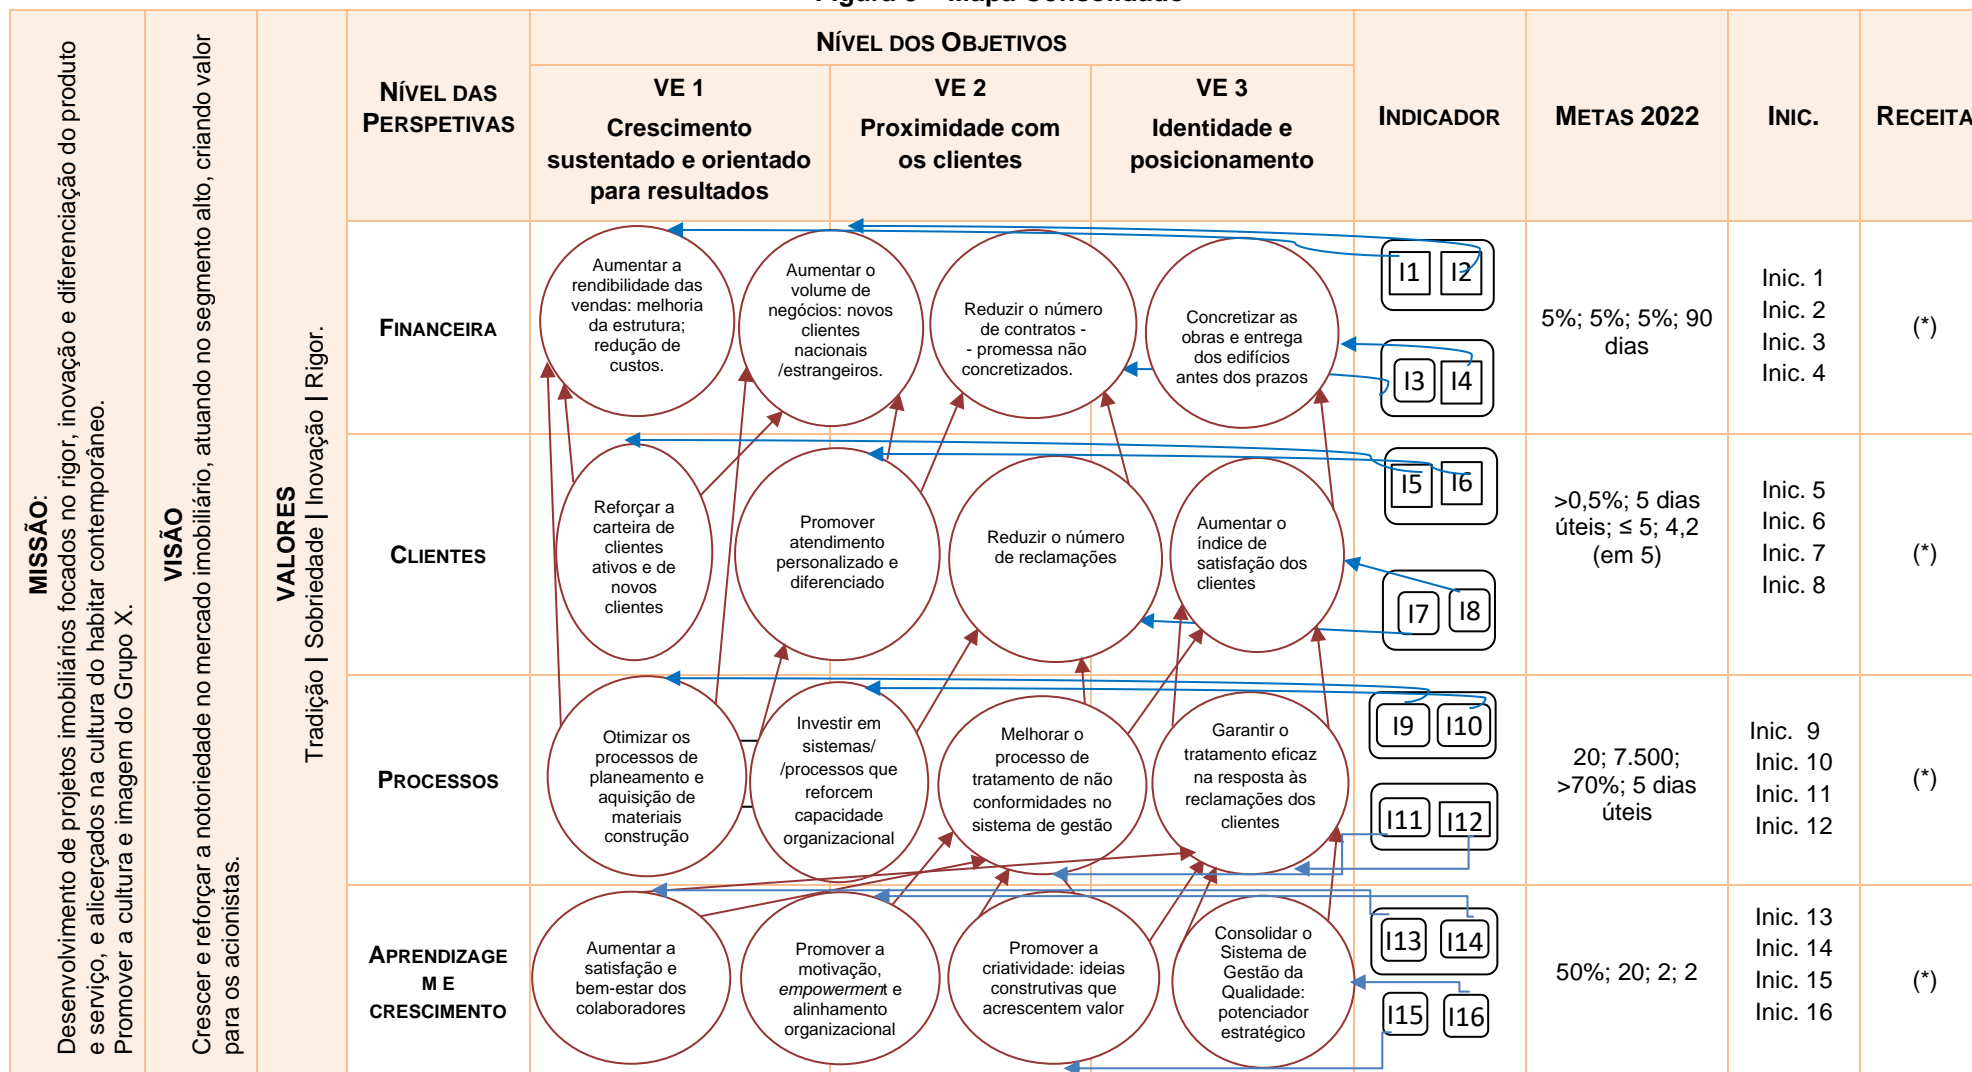 MISSÃO:
Desenvolvimento de projetos imobiliários focados no rigor, inovação e diferenciação do produto
e serviço, e alicerçados na cultura do habitar contemporâneo.
Promover a cultura e imagem do Grupo X.
VISÃO
Crescer e reforçar a notoriedade no mercado imobiliário, atuando no segmento alto, criando valor
para os acionistas.
VALORES
Tradição | Sobriedade | Inovação | Rigor.
NÍVEL DAS
PERSPETIVAS
NÍVEL DOS OBJETIVOS
VE 1
Crescimento
sustentado e orientado
para resultados
VE 2
Proximidade com
os clientes
VE 3
Identidade e
posicionamento
INDICADOR
METAS 2022
INIC.
RECEITA
FINANCEIRA
Aumentar a
rendibilidade das
vendas: melhoria
da estrutura;
redução de
custos.
Aumentar o
volume de
negócios: novos
clientes
nacionais
/estrangeiros.
Reduzir o número
de contratos -
- promessa não
concretizados.
Concretizar as
obras e entrega
dos edifícios
antes dos prazos
I1 I2
I3 I4
5%; 5%; 5%; 90
dias
Inic. 1
Inic. 2
Inic. 3
Inic. 4
(*)
CLIENTES
Reforçar a
carteira de
clientes
ativos e de
novos
clientes
Promover
atendimento
personalizado e
diferenciado
Reduzir o número
de reclamações
Aumentar o
índice de
satisfação dos
clientes
I5 I6
I7 I8
>0,5%; 5 dias
úteis; ≤ 5; 4,2
(em 5)
Inic. 5
Inic. 6
Inic. 7
Inic. 8
(*)
PROCESSOS
Otimizar os
processos de
planeamento e
aquisição de
materiais
construção
Investir em
sistemas/
/processos que
reforcem
capacidade
organizacional
Melhorar o
processo de
tratamento de não
conformidades no
sistema de gestão
Garantir o
tratamento eficaz
na resposta às
reclamações dos
clientes
I9 I10
I11 I12
20; 7.500;
>70%; 5 dias
úteis
Inic. 9
Inic. 10
Inic. 11
Inic. 12
(*)
APRENDIZAGE
M E
CRESCIMENTO
Aumentar a
satisfação e
bem-estar dos
colaboradores
Promover a
motivação,
empowerment e
alinhamento
organizacional
Promover a
criatividade: ideias
construtivas que
acrescentem valor
Consolidar o
Sistema de
Gestão da
Qualidade:
potenciador
estratégico
I13 I14
I15 I16
50%; 20; 2; 2
Inic. 13
Inic. 14
Inic. 15
Inic. 16
(*)